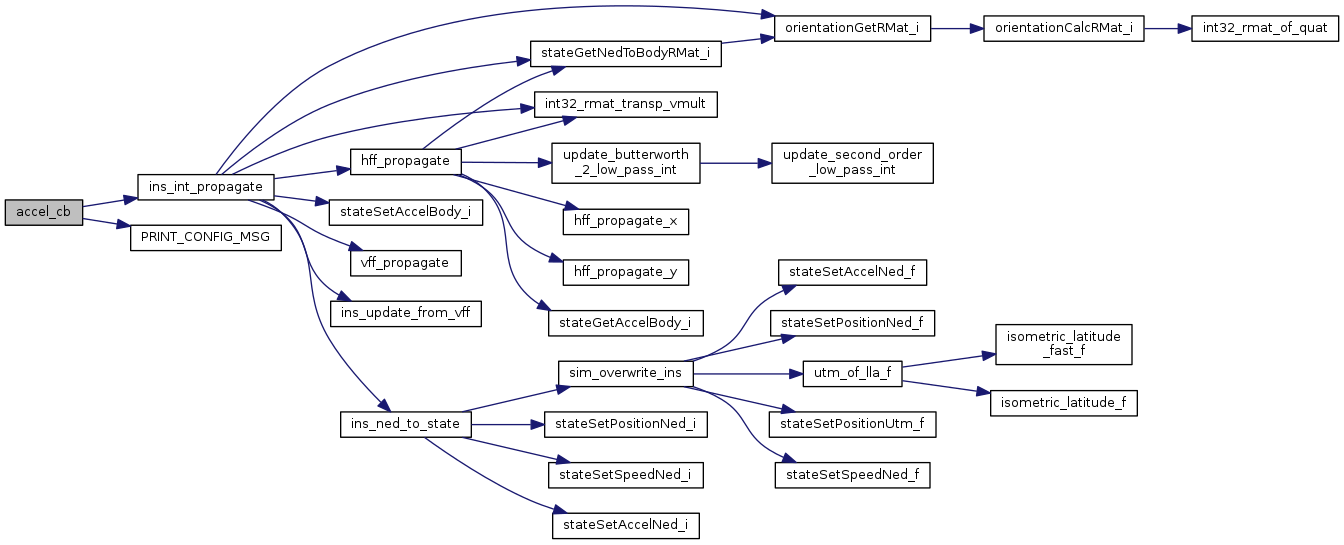 accel_cb
ins_int_propagate
PRINT_CONFIG_MSG
hff_propagate
stateSetAccelBody_i
vff_propagate
ins_update_from_vff
ins_ned_to_state
stateGetNedToBodyRMat_i
int32_rmat_transp_vmult
update_butterworth
_2_low_pass_int
hff_propagate_x
hff_propagate_y
stateGetAccelBody_i
sim_overwrite_ins
stateSetPositionNed_i
stateSetSpeedNed_i
stateSetAccelNed_i
orientationGetRMat_i
update_second_order
_low_pass_int
stateSetAccelNed_f
stateSetPositionNed_f
utm_of_lla_f
stateSetPositionUtm_f
stateSetSpeedNed_f
orientationCalcRMat_i
isometric_latitude
_fast_f
isometric_latitude_f
int32_rmat_of_quat